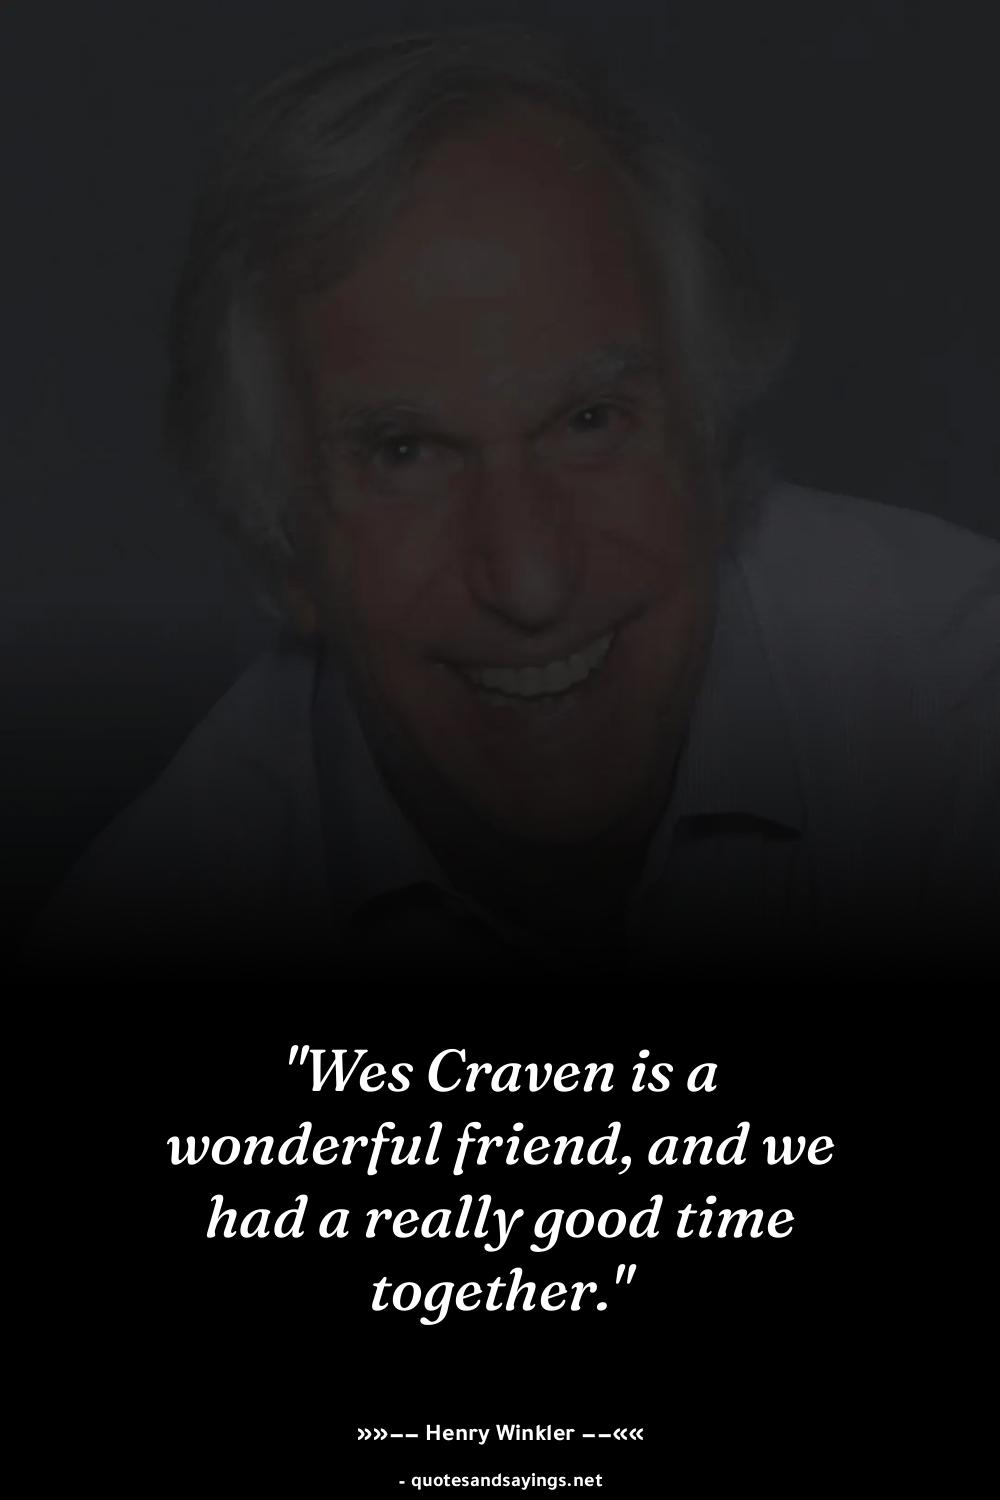 "Wes Craven is a
wonderful friend, and we
had a really good time
together."
»»−− Henry Winkler −−««
- quotesandsayings.net